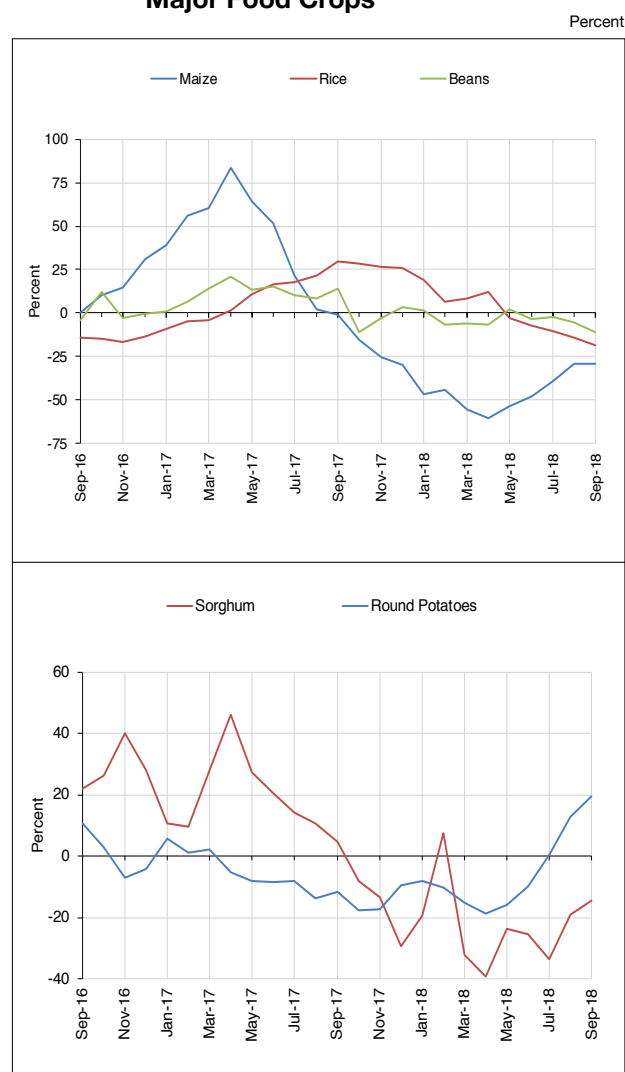 Major Food Crops
Percent
Maize Rice Beans
100
75
50
25
0
-25
-50
-75
Percent
Sep-16 Nov-16 Jan-17 Mar-17 May-17 Jul-17 Sep-17 Nov-17 Jan-18 Mar-18 May-18 Jul-18 Sep-18
Sorghum Round Potatoes
60
40
20
0
-20
-40
Percent
Sep-16 Nov-16 Jan-17 Mar-17 May-17 Jul-17 Sep-17 Nov-17 Jan-18 Mar-18 May-18 Jul-18 Sep-18